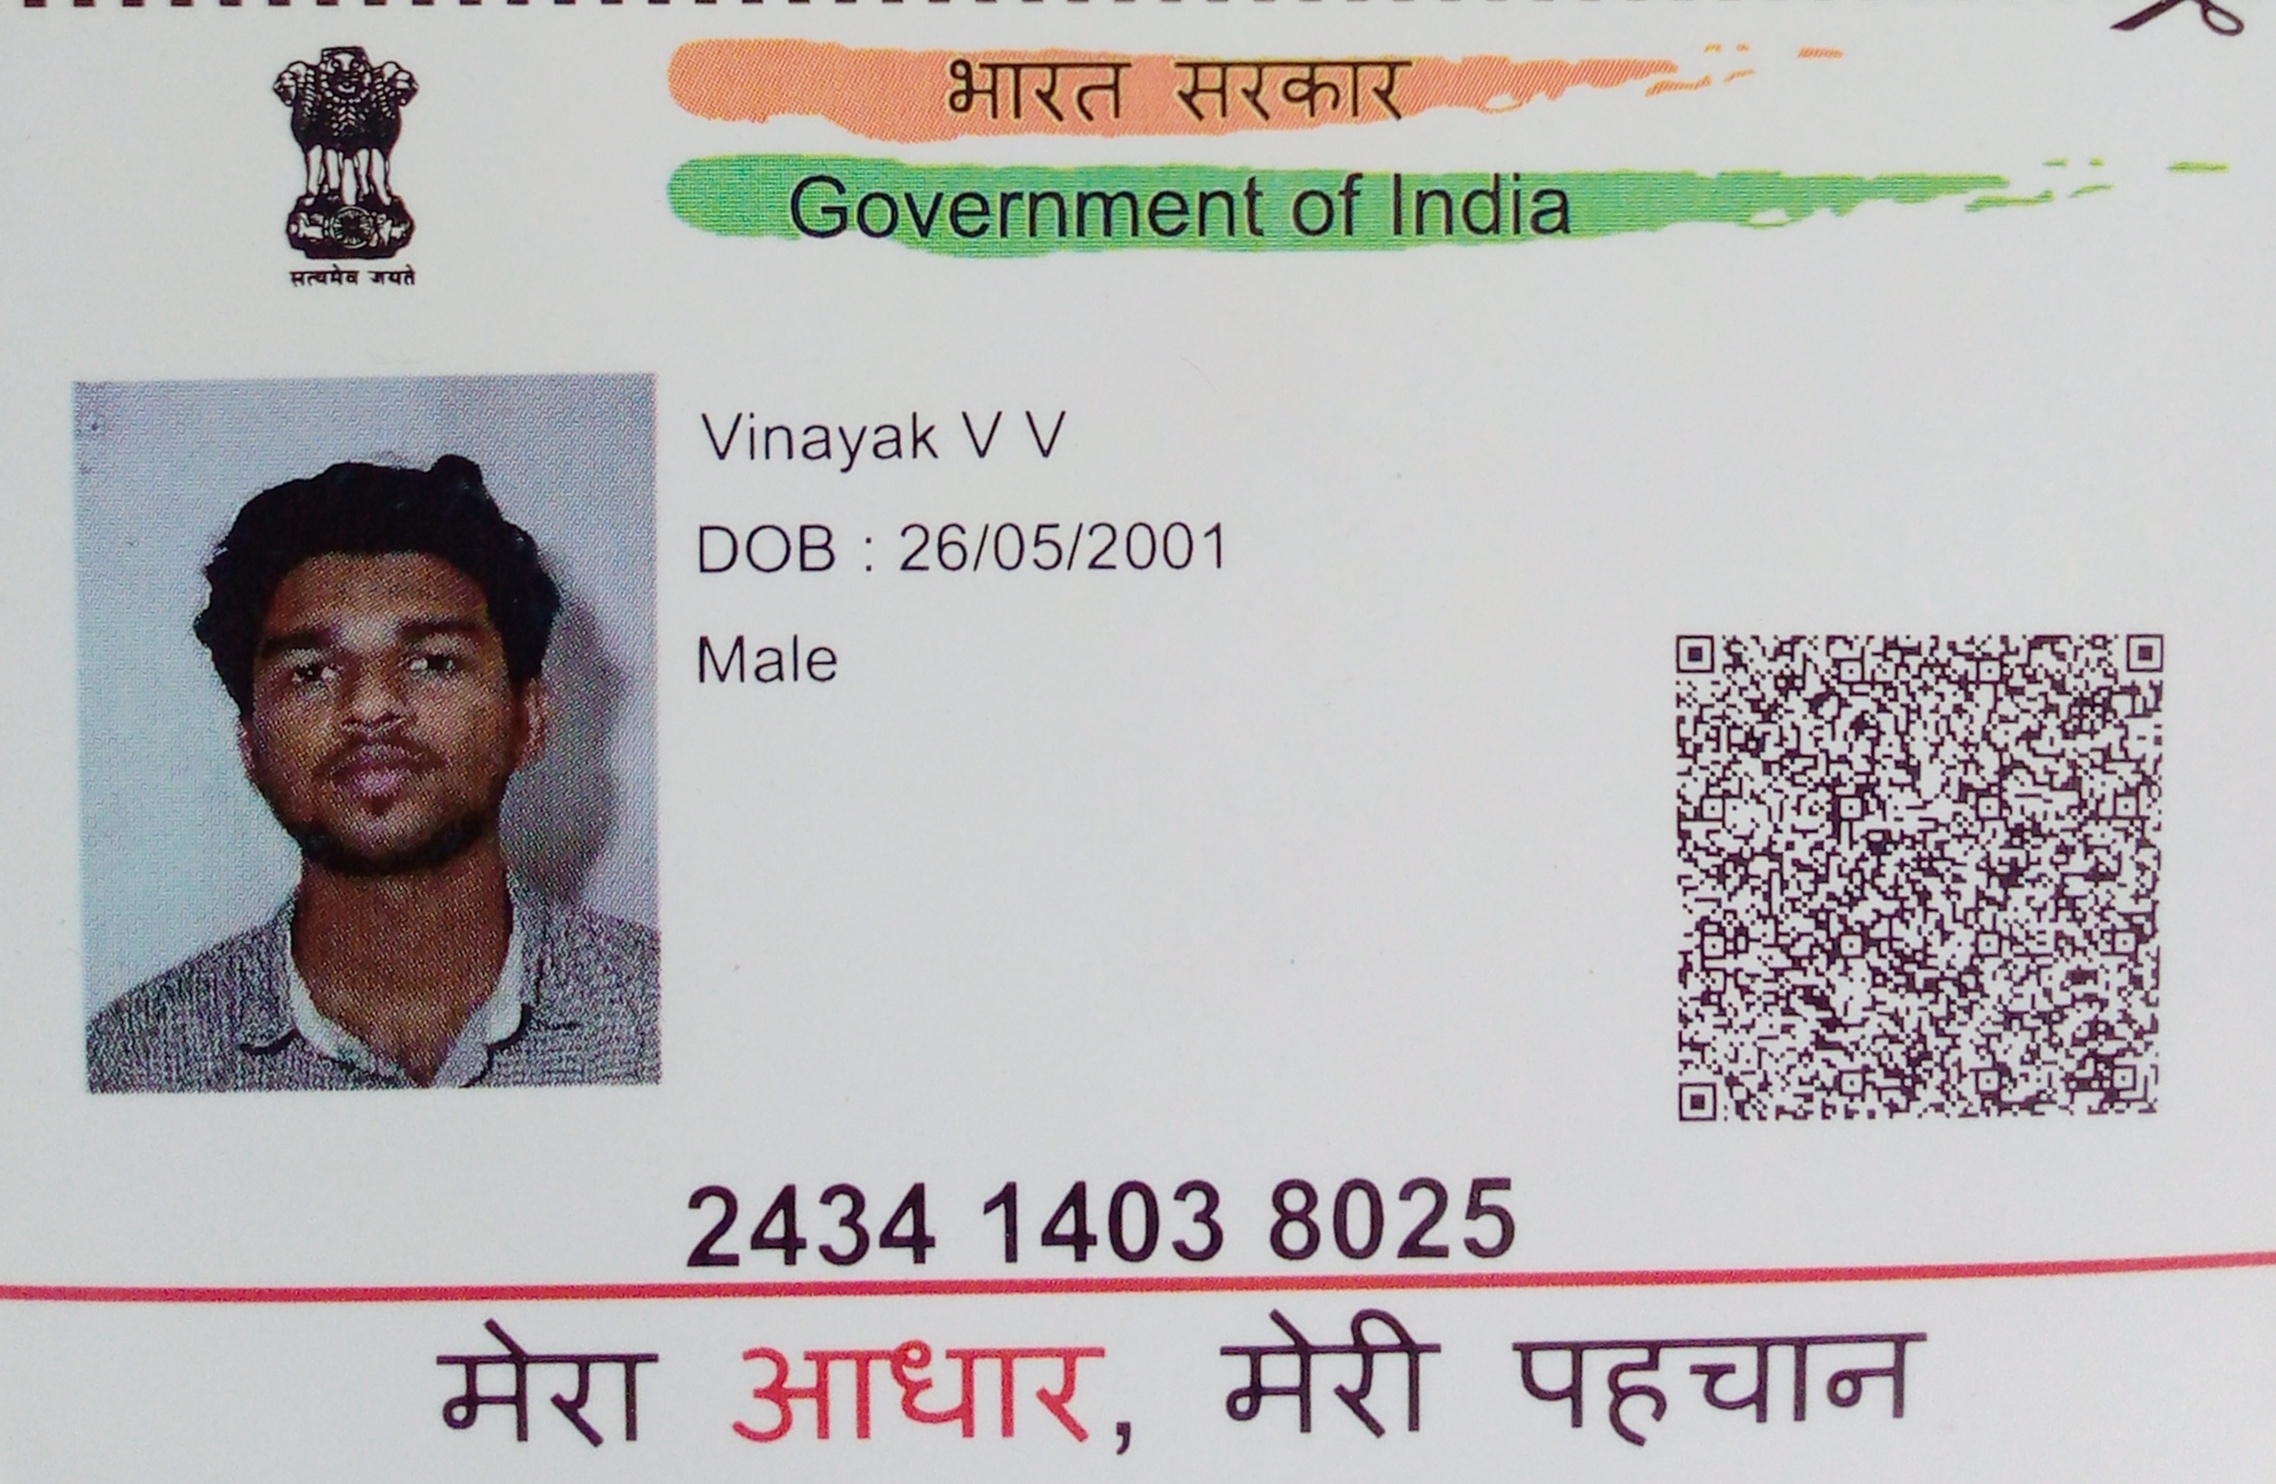 भारत सरकार
Government of India
सत्यमेव जयते
Vinayak V V
DOB : 26/05/2001
Male
2434 1403 8025
मेरा आधार, मेरी पहचान